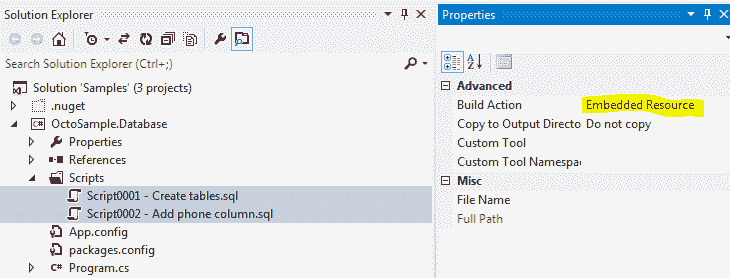 Solution Explorer
Search Solution Explorer (Ctrl+;)
Solution 'Samples' (3 projects)
.nuget
C# OctoSample.Database
Properties
References
Scripts
Script0001 - Create tables.sql
Script0002 - Add phone column.sql
App.config
packages.config
C# Program.cs
Properties
Advanced
Build Action Embedded Resource
Copy to Output Directo Do not copy
Custom Tool
Custom Tool Namespac
Misc
File Name
Full Path